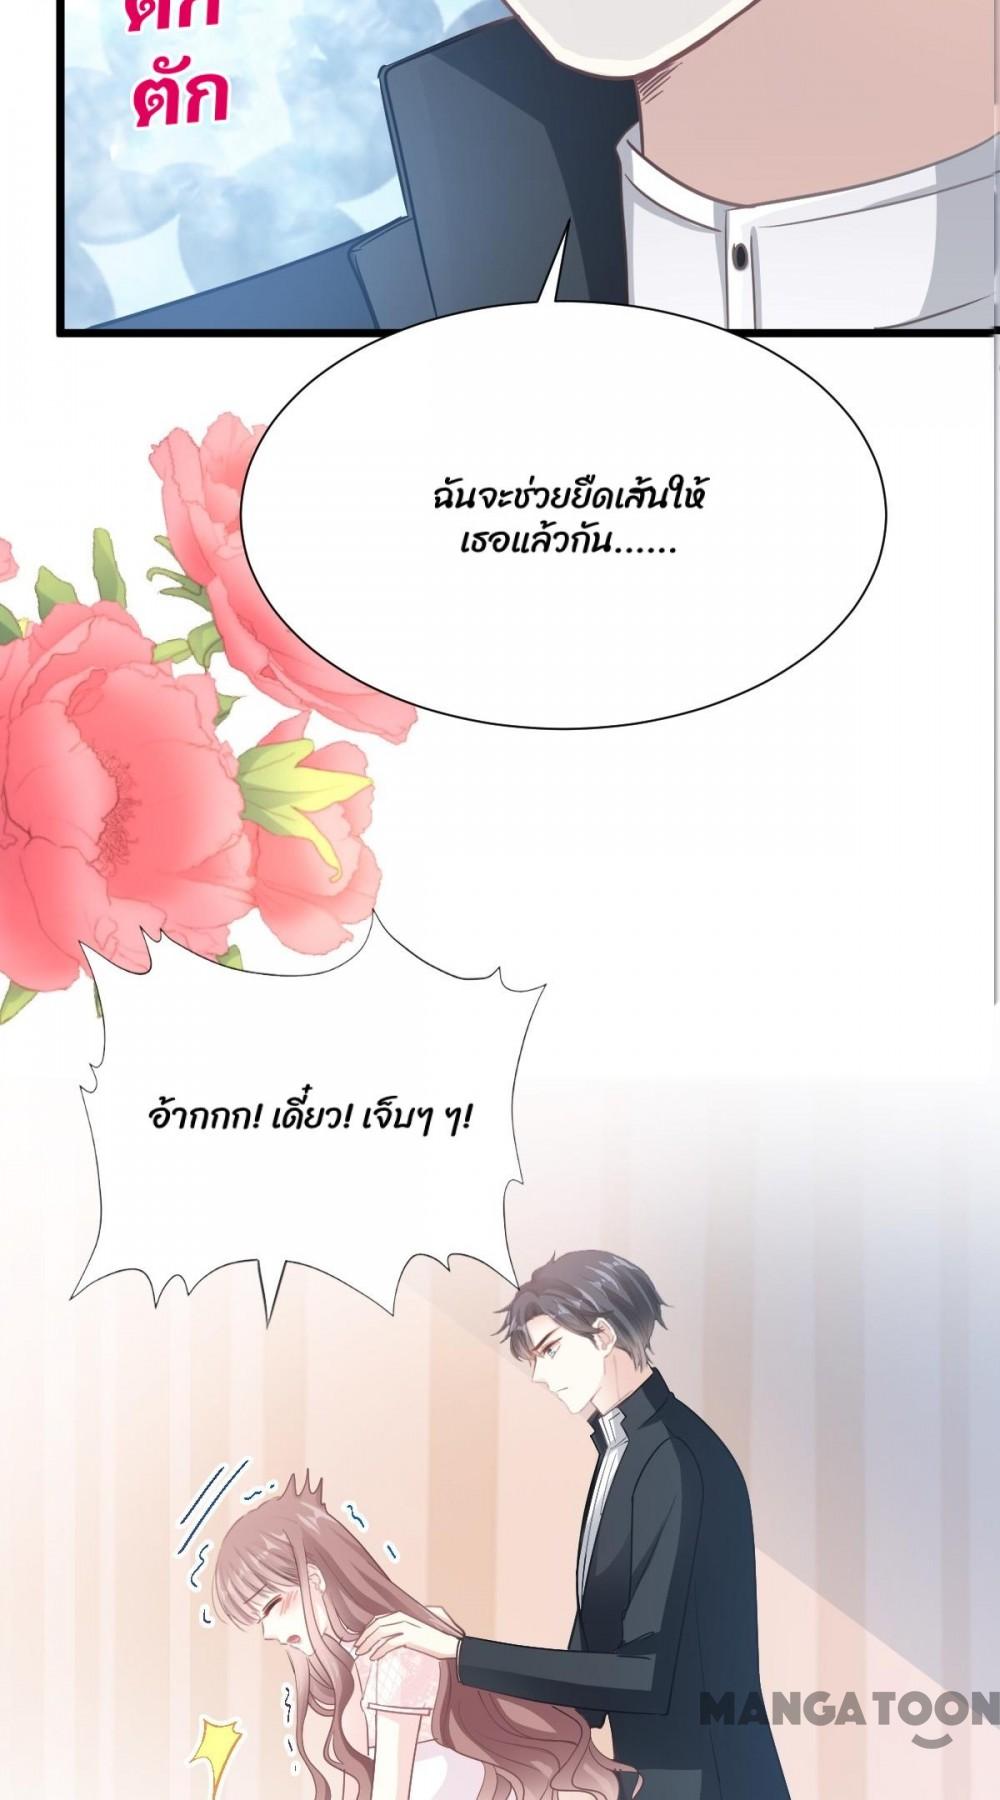 ตัก
ตัก
ฉันจะช่วยยืดเส้นให้
เธอแล้วกัน......
อ้ากกก! เดี๋ยว! เจ็บๆ ๆ!
MANGATOON